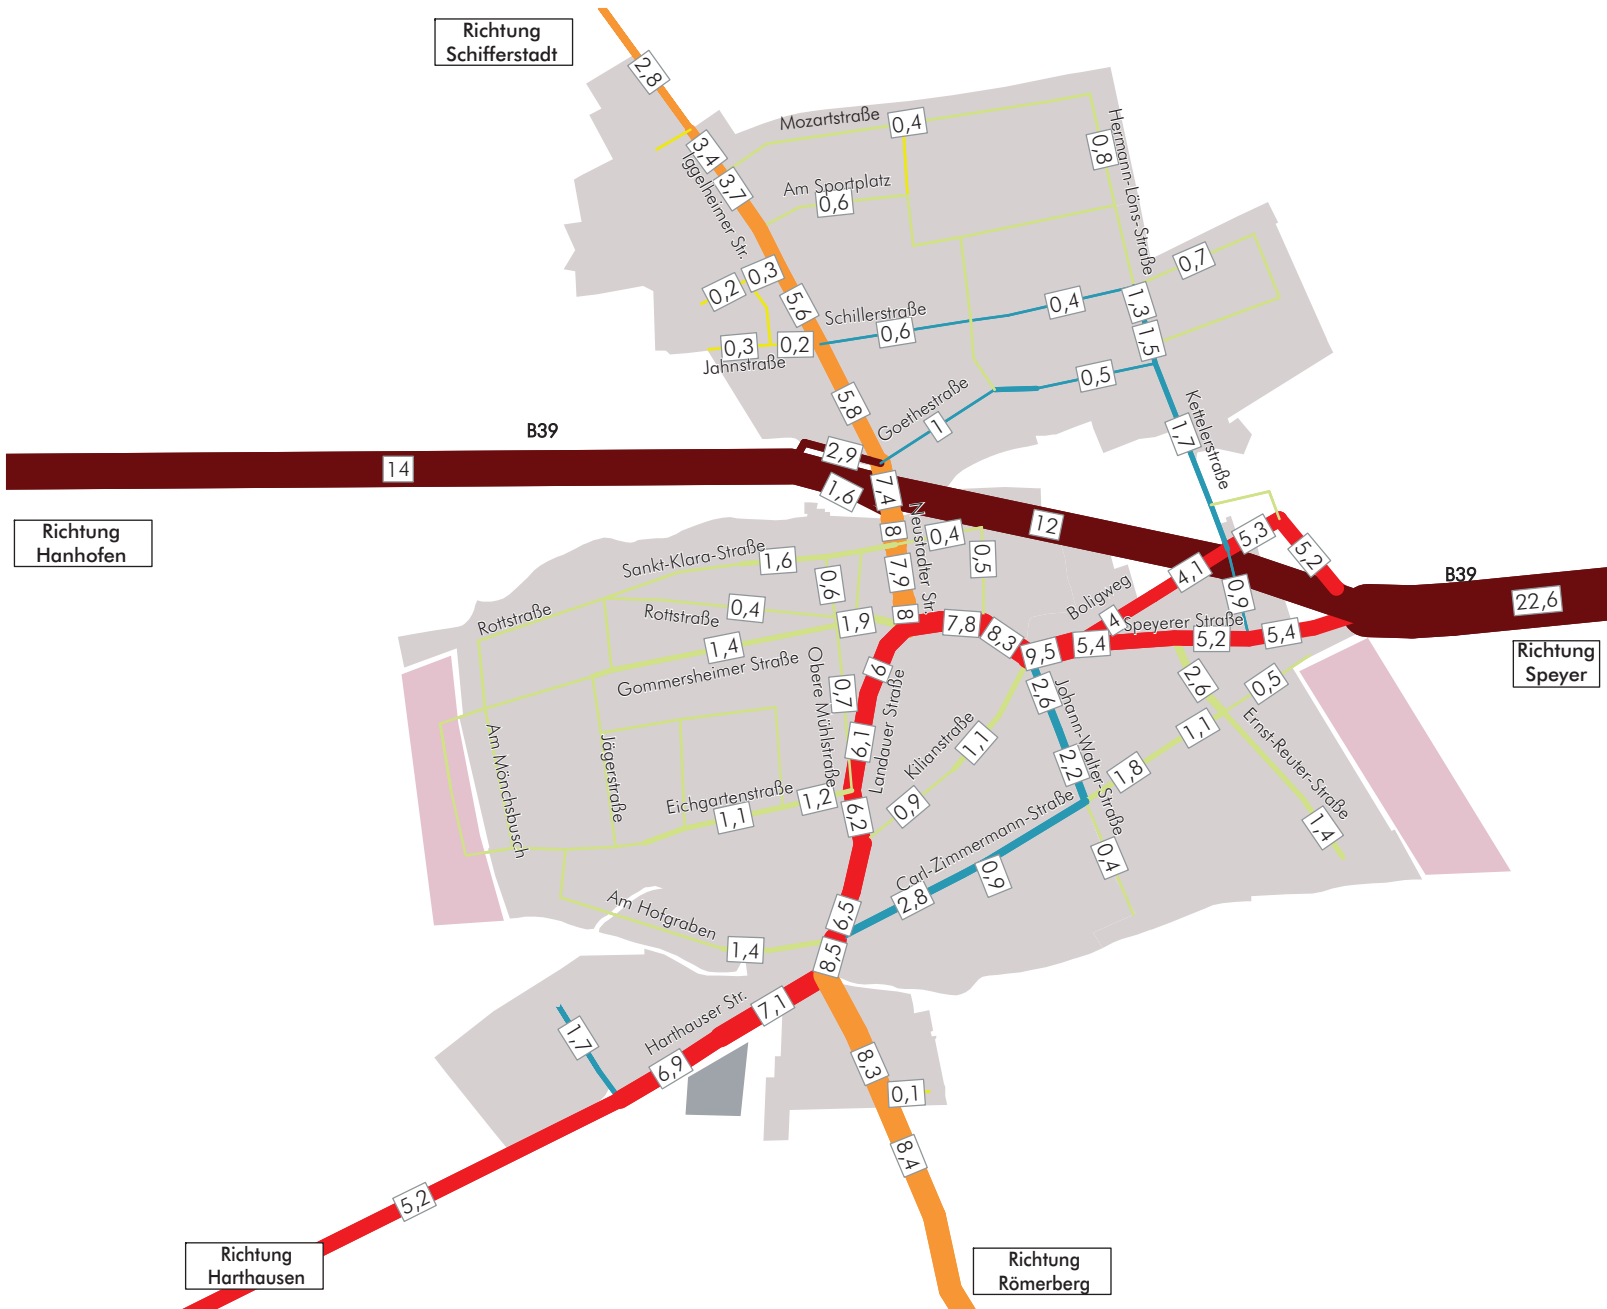 Richtung
Schifferstadt
2,8
3,4
3,7
Iggelheimer Str.
Mozartstraße
0,4
Hermann-Löns-Straße
0,8
Am Sportplatz
0,6
0,7
0,2
0,3
5,6
Schillerstraße
0,6
0,4
1,3
1,5
0,3
0,2
Jahnstraße
5,8
Goethestraße
1
0,5
Kettelerstraße
1,7
B39
14
2,9
1,6
7,4
12
Richtung
Hanhofen
8
Neustadter Str.
0,4
0,5
5,3
5,2
Sankt-Klara-Straße
1,6
0,6
7,9
4,1
0,9
B39
22,6
Rottstraße
Rottstraße
0,4
1,9
8
7,8
8,3
Boligweg
4
Speyerer Straße
9,5
5,4
5,2
5,4
Richtung
Speyer
1,4
Gommersheimer Straße
Obere Mühlstraße
0,7
6
Landauer Straße
6,1
Kilianstraße
1,1
0,9
2,6
Johann-Walter-Straße
2,2
2,6
0,5
1,1
1,8
Ernst-Reuter-Straße
1,4
Am Mönchsbusch
Jägerstraße
Eichgartenstraße
1,1
1,2
6,2
Carl-Zimmermann-Straße
0,9
2,8
0,4
Am Hofgraben
1,4
6,5
8,5
Harthauser Str.
7,1
6,9
1,7
8,3
0,1
8,4
5,2
Richtung
Harthausen
Richtung
Römerberg